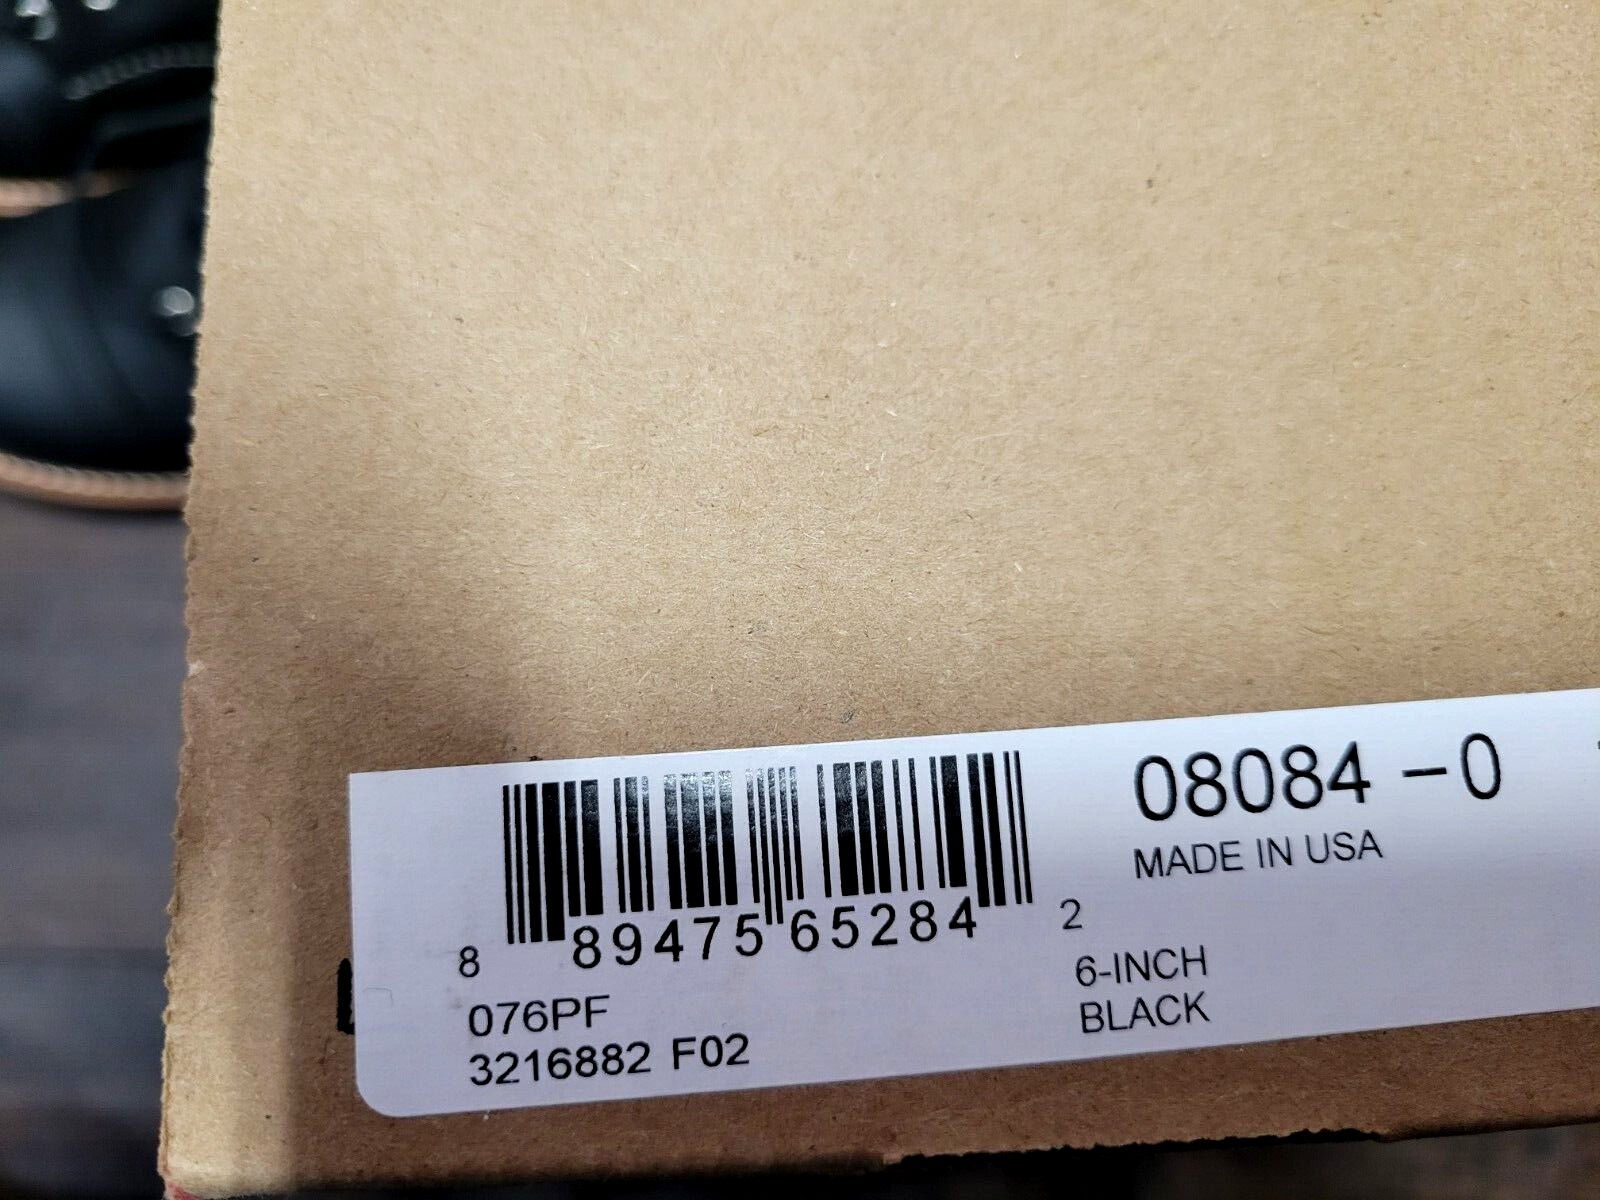 08084 -0
MADE IN USA
8 89475 65284 2
076PF
3216882 F02
6-INCH
BLACK